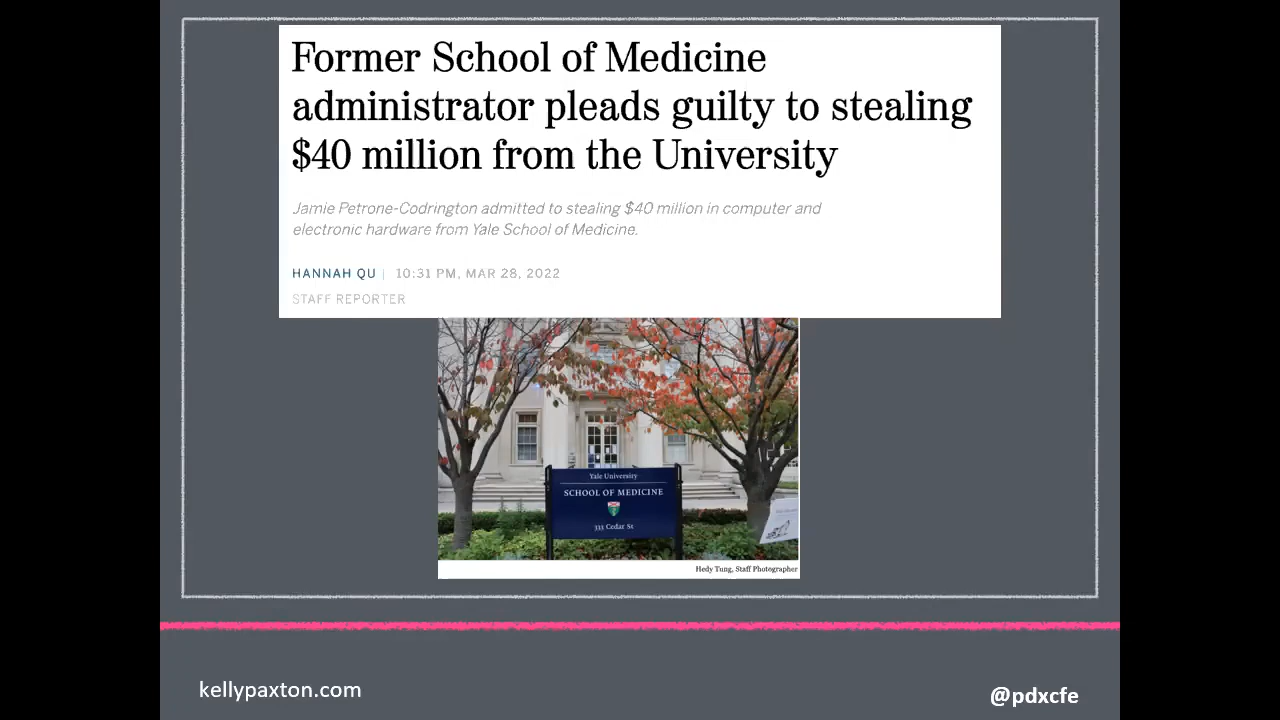 Former School of Medicine
administrator pleads guilty to stealing
$40 million from the University
Jamie Petrone-Codrington admitted to stealing $40 million in computer and
electronic hardware from Yale School of Medicine.
HANNAH QU | 10:31 PM, MAR 28, 2022
STAFF REPORTER
Yale University
SCHOOL OF MEDICINE
333 Cedar St
Hedy Tung, Staff Photographer
kellypaxton.com
@pdxcfe